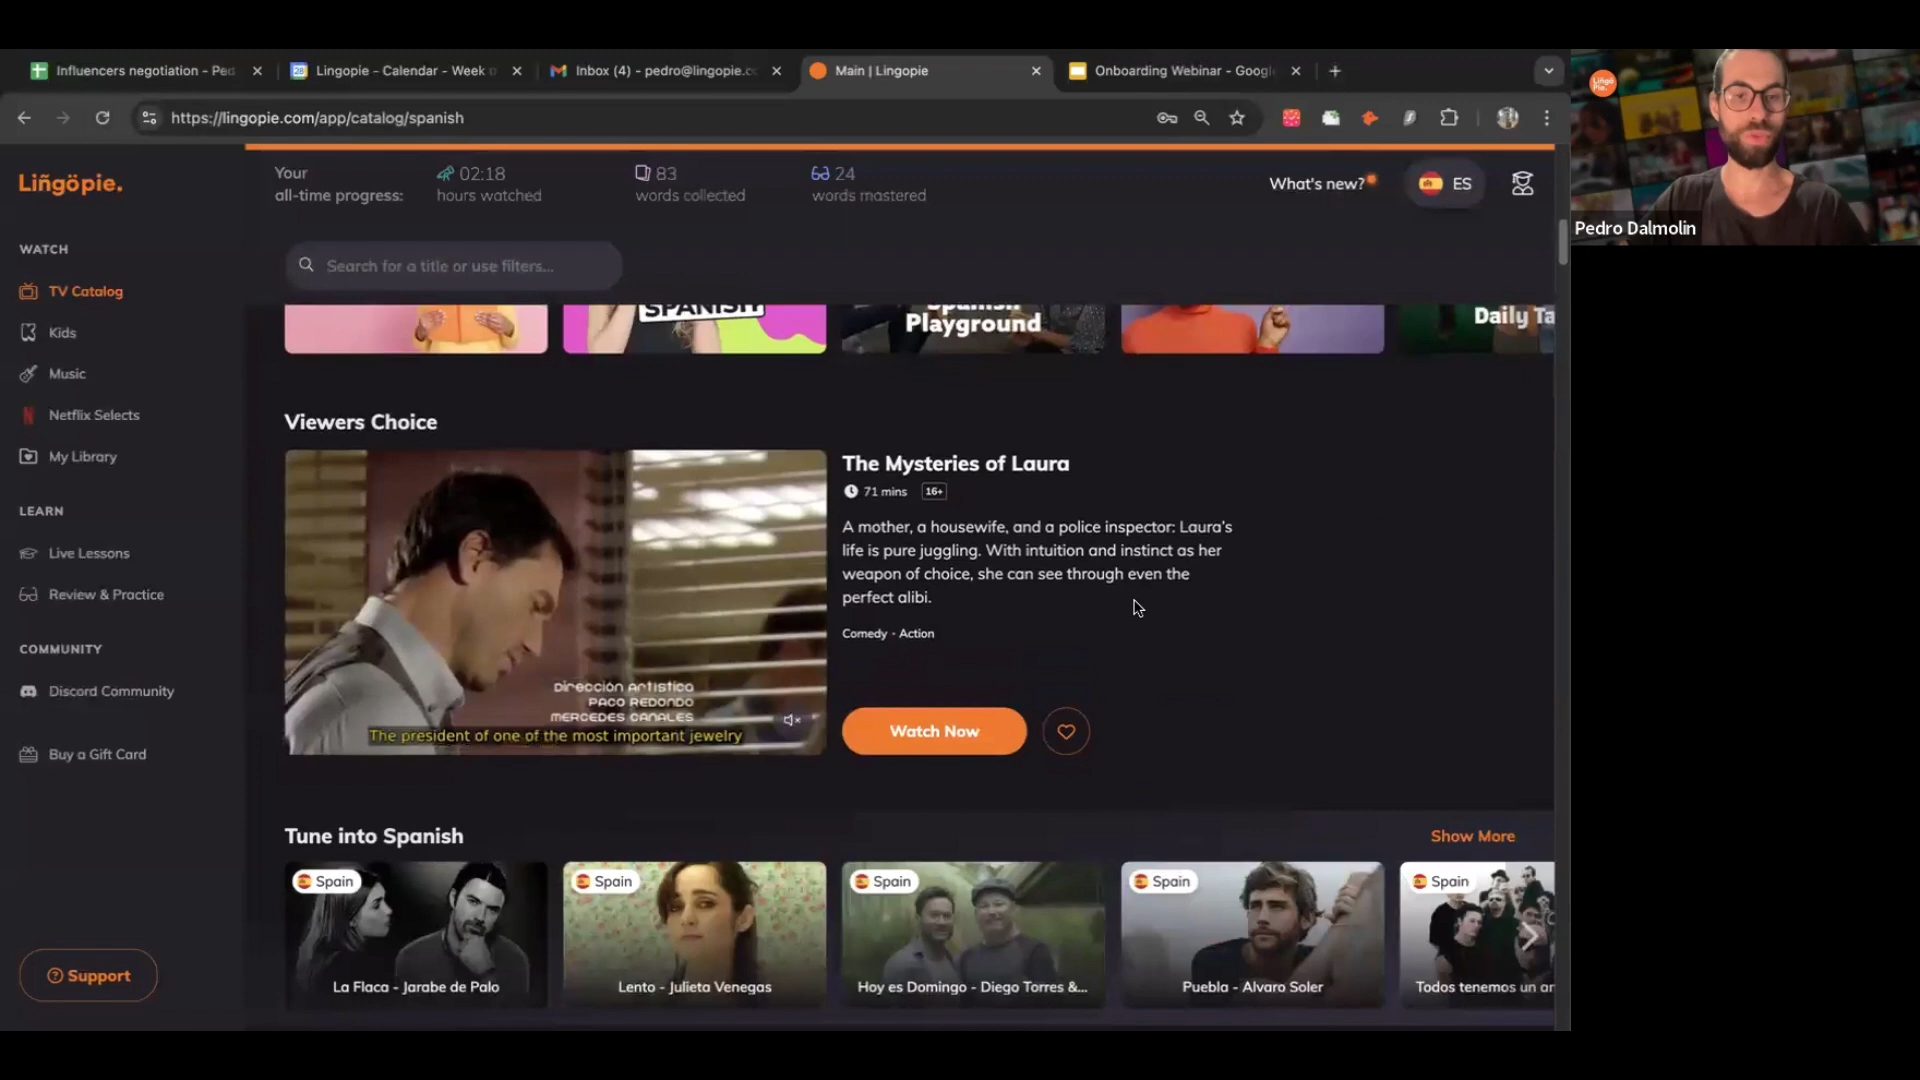 Influencers negotiation - Ped
Lingopie - Calendar - Week o
Inbox (4) - pedro@lingopie.co
Main | Lingopie
Onboarding Webinar - Googl
https://lingopie.com/app/catalog/spanish
Lingo Pie.
Pedro Dalmolin
Liñgöpie.
Your
all-time progress:
02:18
hours watched
83
words collected
24
words mastered
What's new?
ES
Search for a title or use filters...
WATCH
TV Catalog
Kids
Music
Netflix Selects
My Library
LEARN
Live Lessons
Review & Practice
COMMUNITY
Discord Community
Buy a Gift Card
Support
SPANISH
Spanish
Playground
Daily Ta
Viewers Choice
Dirección Artística
PACO REDONDO
MERCEDES CANALES
The president of one of the most important jewelry
The Mysteries of Laura
71 mins 16+
A mother, a housewife, and a police inspector: Laura's
life is pure juggling. With intuition and instinct as her
weapon of choice, she can see through even the
perfect alibi.
Comedy · Action
Watch Now
Tune into Spanish
Show More
Spain
La Flaca - Jarabe de Palo
Spain
Lento - Julieta Venegas
Spain
Hoy es Domingo - Diego Torres &...
Spain
Puebla - Alvaro Soler
Spain
Todos tenemos un ar